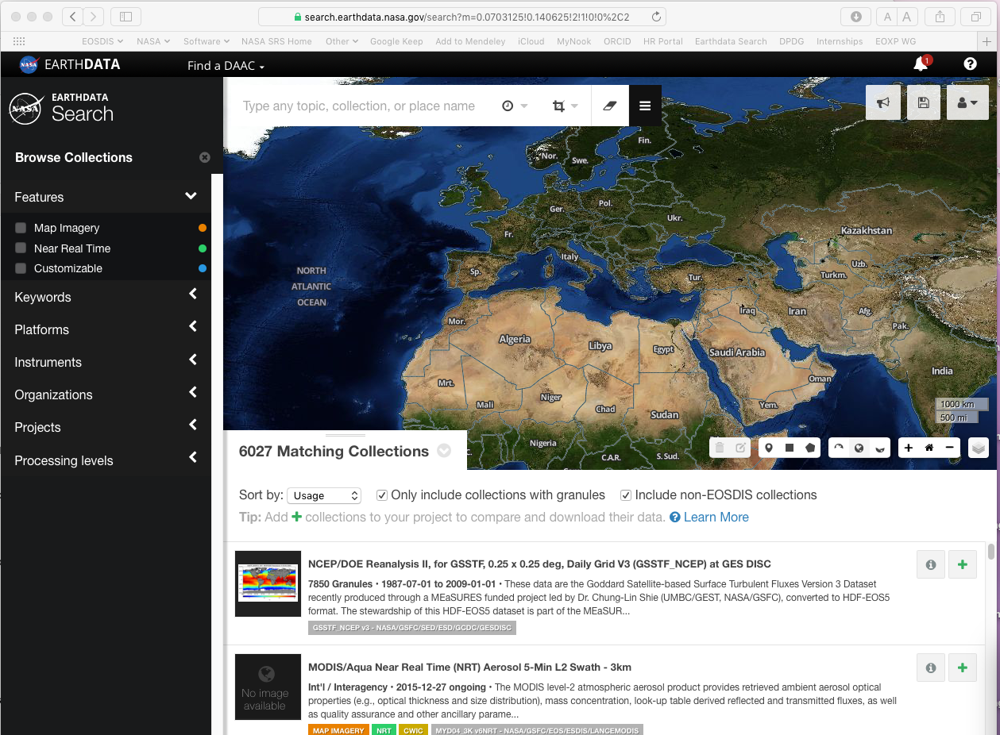 search.earthdata.nasa.gov/search?m=0.0703125!0.140625!2!1!0!0%2C2
A A
EOSDIS NASA Software NASA SRS Home Other Google Keep Add to Mendeley iCloud MyNook ORCID HR Portal Earthdata Search DPDG Internships EOXP WG
NASA EARTHDATA Find a DAAC 1 ?
NASA EARTHDATA
Search
Type any topic, collection, or place name
Browse Collections
Features
Map Imagery
Near Real Time
Customizable
Keywords
Platforms
Instruments
Organizations
Projects
Processing levels
Fin.
Nor.
Swe.
Ger.
Pol.
Ukr.
Fr.
Kazakhstan
Italy
Uzb.
NORTH
ATLANTIC
OCEAN
Sp.
Tur.
Turkm.
Iraq
Iran
Afg.
Mor.
Pak.
Algeria
Libya
Egypt
Saudi Arabia
India
Oman
Mrt.
Mali
Niger
Chad
Sudan
Yem.
1000 km
500 mi
Nigeria
C.A.R.
S. Sud.
6027 Matching Collections
Sort by: Usage Only include collections with granules Include non-EOSDIS collections
Tip: Add + collections to your project to compare and download their data. ? Learn More
NCEP/DOE Reanalysis II, for GSSTF, 0.25 x 0.25 deg, Daily Grid V3 (GSSTF_NCEP) at GES DISC
7850 Granules • 1987-07-01 to 2009-01-01 • These data are the Goddard Satellite-based Surface Turbulent Fluxes Version 3 Dataset
recently produced through a MEaSURES funded project led by Dr. Chung-Lin Shie (UMBC/GEST, NASA/GSFC), converted to HDF-EOS5
format. The stewardship of this HDF-EOS5 dataset is part of the MEaSUR...
GSSTF_NCEP v3 - NASA/GSFC/SED/ESD/GCDC/GESDISC
No image
available
MODIS/Aqua Near Real Time (NRT) Aerosol 5-Min L2 Swath - 3km
Int'l / Interagency • 2015-12-27 ongoing • The MODIS level-2 atmospheric aerosol product provides retrieved ambient aerosol optical
properties (e.g., optical thickness and size distribution), mass concentration, look-up table derived reflected and transmitted fluxes, as well
as quality assurance and other ancillary parame...
MAP IMAGERY NRT CWIC MYD04_3K v6NRT - NASA/GSFC/EOS/ESDIS/LANCEMODIS